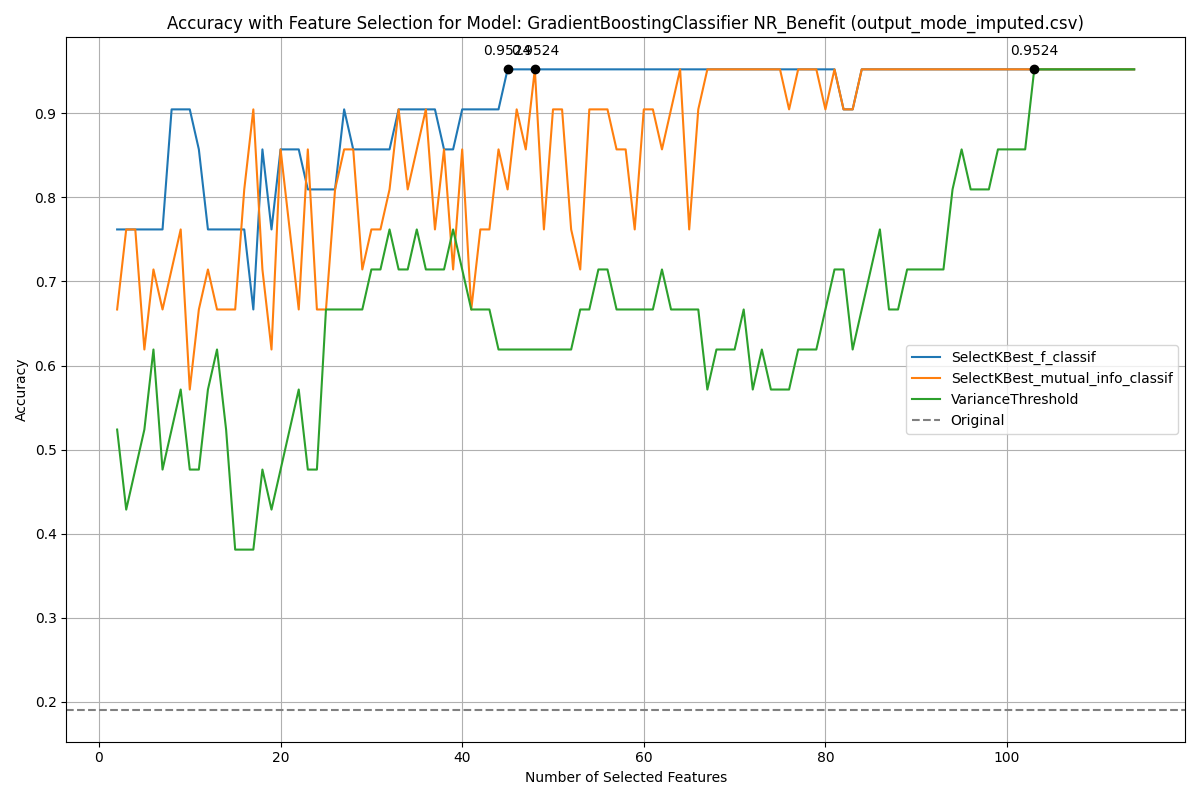 Accuracy with Feature Selection for Model: GradientBoostingClassifier NR_Benefit (output_mode_imputed.csv)
0.9524
0.9524
0.9524
0.9
0.8
0.7
0.6
0.5
0.4
0.3
0.2
Accuracy
SelectKBest_f_classif
SelectKBest_mutual_info_classif
VarianceThreshold
Original
0 20 40 60 80 100
Number of Selected Features